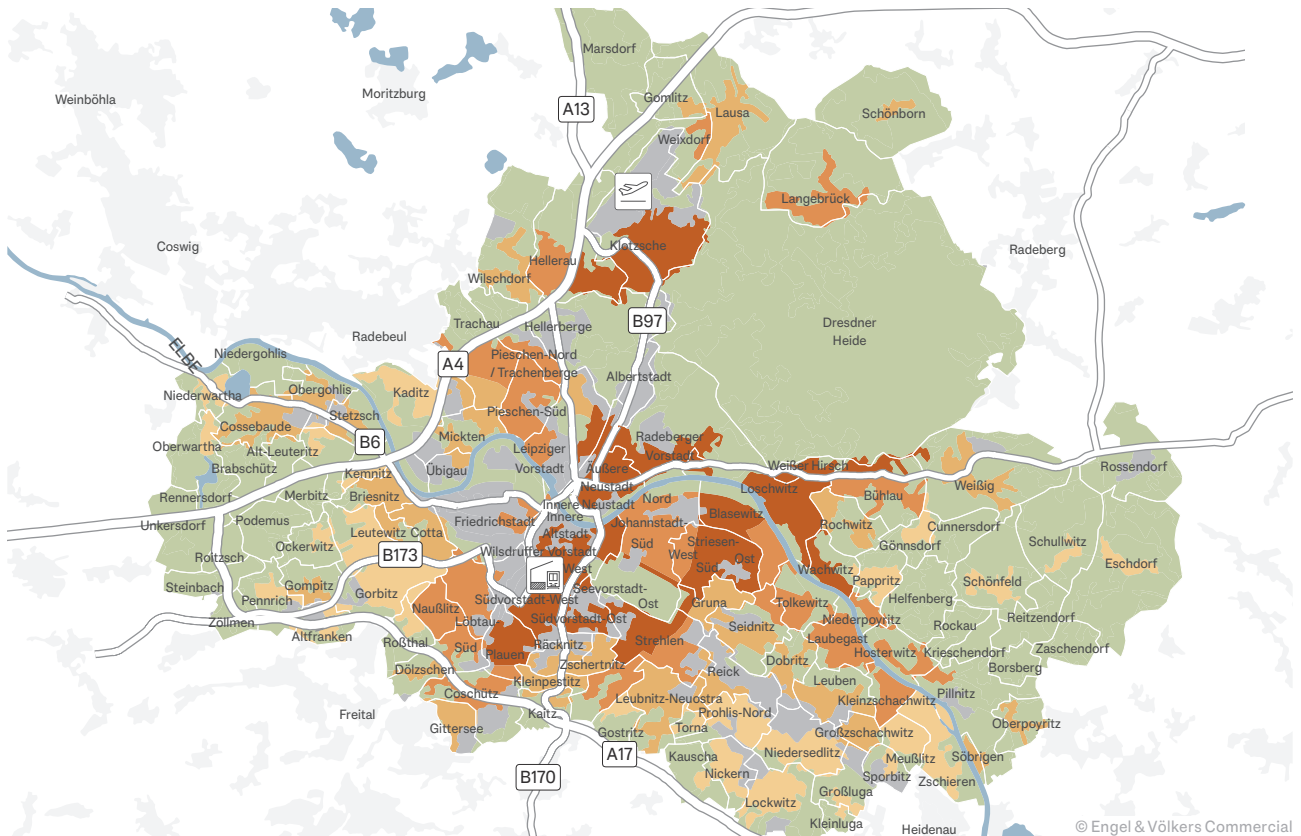 Marsdorf
Weinböhla
Moritzburg
Gomlitz
A13
Lausa
Schönborn
Weixdorf
Langebrück
Coswig
Klotzsche
Radeberg
Hellerau
Wilschdorf
Trachau
Hellerberge
B97
Dresdner
Heide
Radebeul
ELBE
Niedergohlis
Pieschen-Nord
/ Trachenberge
A4
Albertstadt
Niederwartha
Obergohlis
Kaditz
Stetzsch
Pieschen-Süd
Cossebaude
B6
Mickten
Radeberger
Vorstadt
Oberwartha
Alt-Leuteritz
Leipziger
Vorstadt
Brabschütz
Kemnitz
Übigau
Äußere
Neustadt
Weißer Hirsch
Rossendorf
Rennersdorf
Merbitz
Briesnitz
Loschwitz
Bühlau
Weißig
Innere Neustadt
Nord
Unkersdorf
Podemus
Friedrichstadt
Innere
Altstadt
Johannstadt-
Blasewitz
Rochwitz
Cunnersdorf
Leutewitz
Cotta
Süd
Striesen-
West
Ost
Süd
Gönnsdorf
Schullwitz
Ockerwitz
B173
Wilsdruffer Vorstadt
Roitzsch
West
Eschdorf
Steinbach
Gompitz
Gorbitz
Seevorstadt-
Ost
Wachwitz
Pappritz
Schönfeld
Pennrich
Südvorstadt-West
Helfenberg
Naußlitz
Gruna
Tolkewitz
Zöllmen
Löbtau-
Süd
Südvorstadt-Ost
Seidnitz
Niederpoyritz
Rockau
Reitzendorf
Altfranken
Roßthal
Strehlen
Laubegast
Plauen
Räcknitz
Hosterwitz
Krieschendorf
Zaschendorf
Dölzschen
Zschertnitz
Dobritz
Borsberg
Reick
Coschütz
Kleinpestitz
Leuben
Pillnitz
Leubnitz-Neuostra
Kleinzschachwitz
Freital
Kaitz
Prohlis-Nord
Gittersee
Torna
Oberpoyritz
Gostritz
Großzschachwitz
A17
Kauscha
Niedersedlitz
Meußlitz
Söbrigen
B170
Nickern
Sporbitz
Zschieren
Lockwitz
Großluga
Kleinluga
Heidenau
© Engel & Völkers Commercial